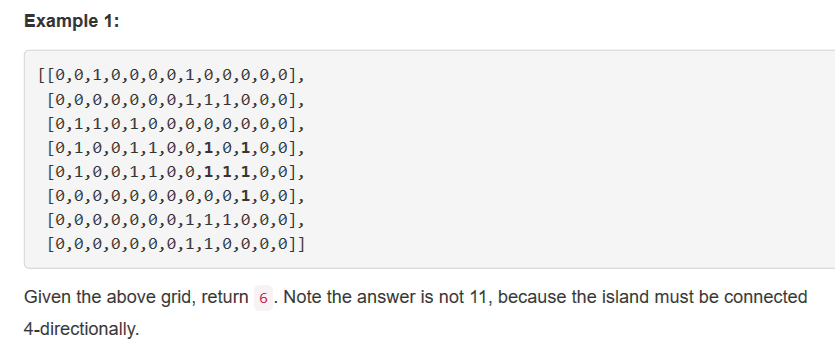 Example 1:
[[0,0,1,0,0,0,0,1,0,0,0,0,0],
[0,0,0,0,0,0,0,1,1,1,0,0,0],
[0,1,1,0,1,0,0,0,0,0,0,0,0],
[0,1,0,0,1,1,0,0,1,0,1,0,0],
[0,1,0,0,1,1,0,0,1,1,1,0,0],
[0,0,0,0,0,0,0,0,0,0,1,0,0],
[0,0,0,0,0,0,0,1,1,1,0,0,0],
[0,0,0,0,0,0,0,1,1,0,0,0,0]]
Given the above grid, return 6. Note the answer is not 11, because the island must be connected
4-directionally.